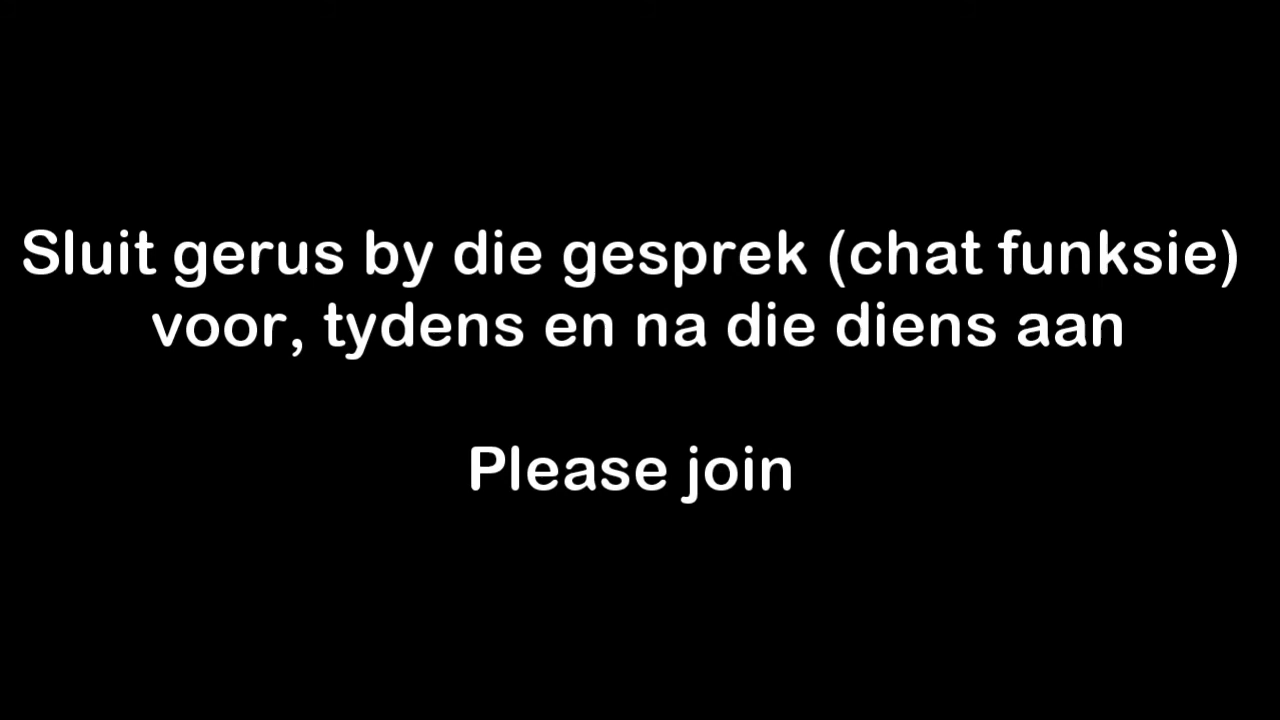 Sluit gerus by die gesprek (chat funksie)
voor, tydens en na die diens aan
Please join